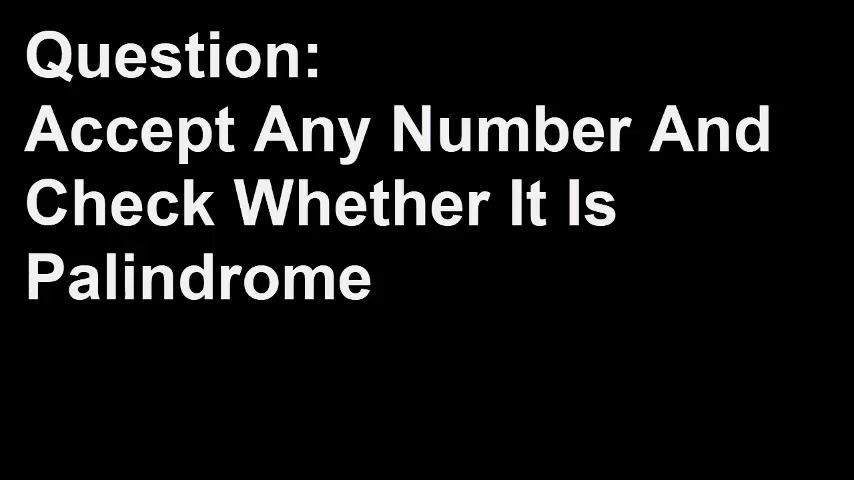 Question:
Accept Any Number And
Check Whether It Is
Palindrome